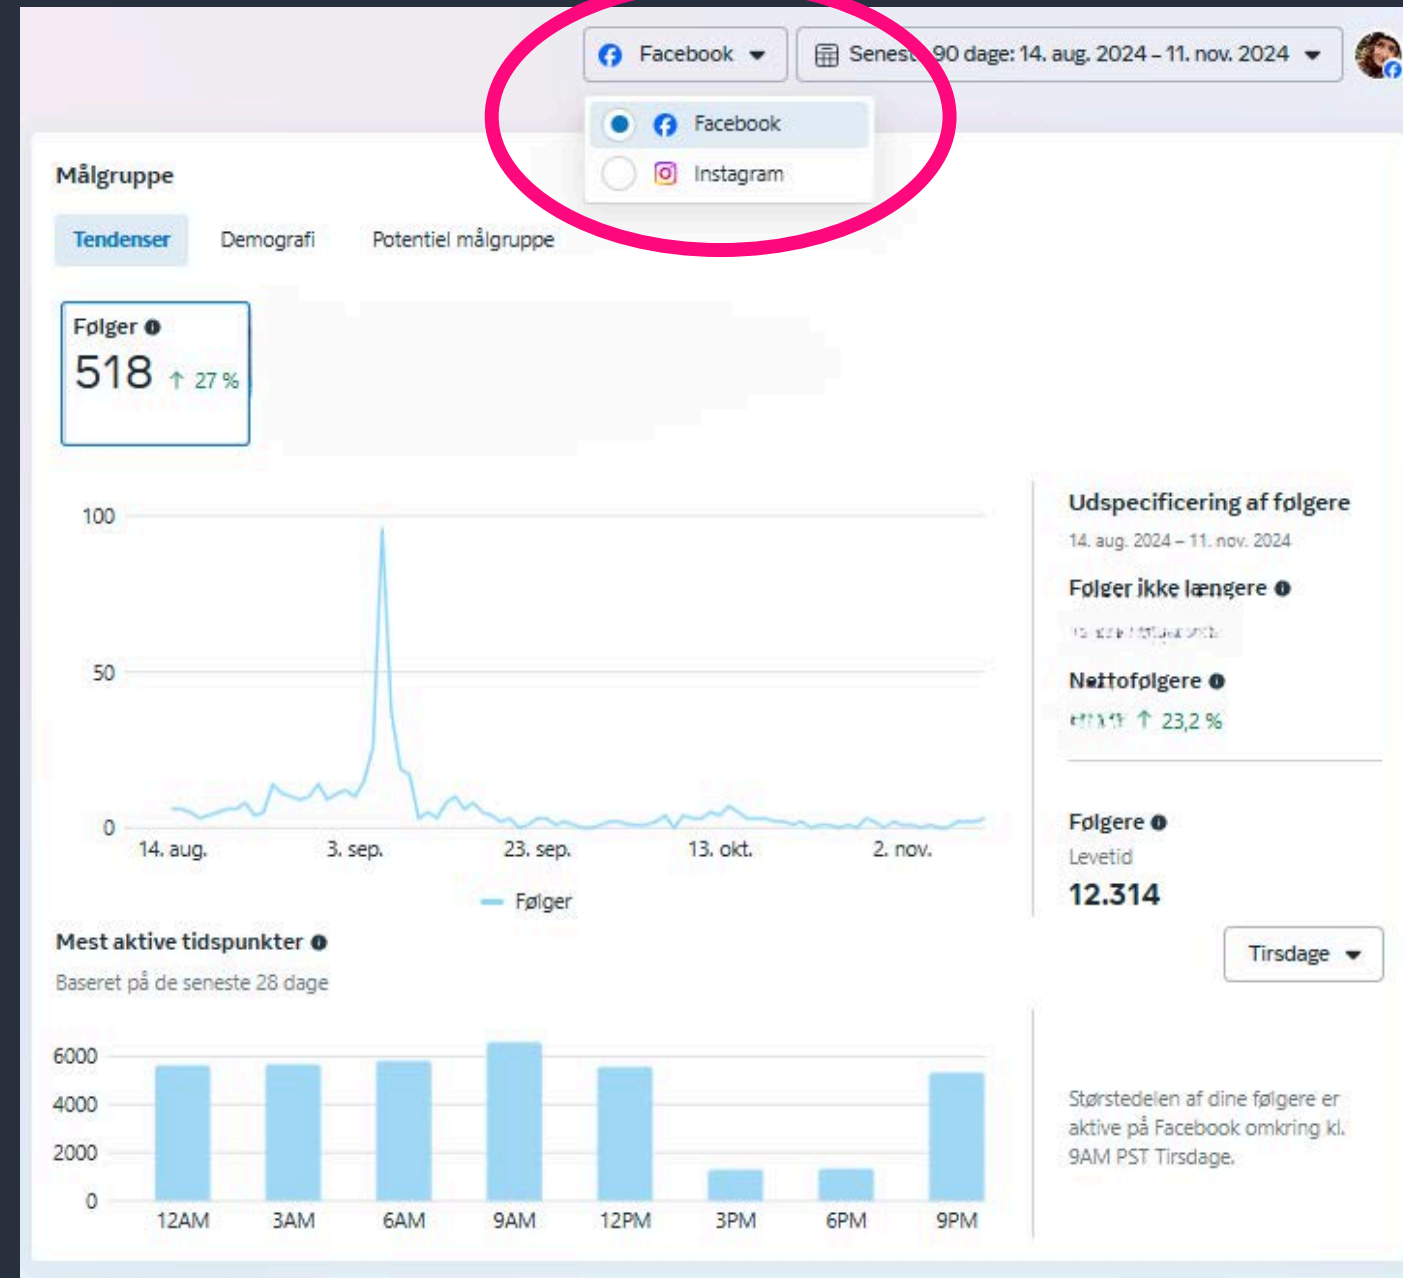 Facebook
Seneste 90 dage: 14. aug. 2024 – 11. nov. 2024
Facebook
Instagram
Målgruppe
Tendenser Demografi Potentiel målgruppe
Følger
518 ↑ 27 %
100
50
0
14. aug. 3. sep. 23. sep. 13. okt. 2. nov.
Følger
Udspecificering af følgere
14. aug. 2024 – 11. nov. 2024
Følger ikke længere
Nettofølgere
↑ 23,2 %
Følgere
Levetid
12.314
Mest aktive tidspunkter
Baseret på de seneste 28 dage
Tirsdage
6000
4000
2000
0
12AM 3AM 6AM 9AM 12PM 3PM 6PM 9PM
Størstedelen af dine følgere er
aktive på Facebook omkring kl.
9AM PST Tirsdage.